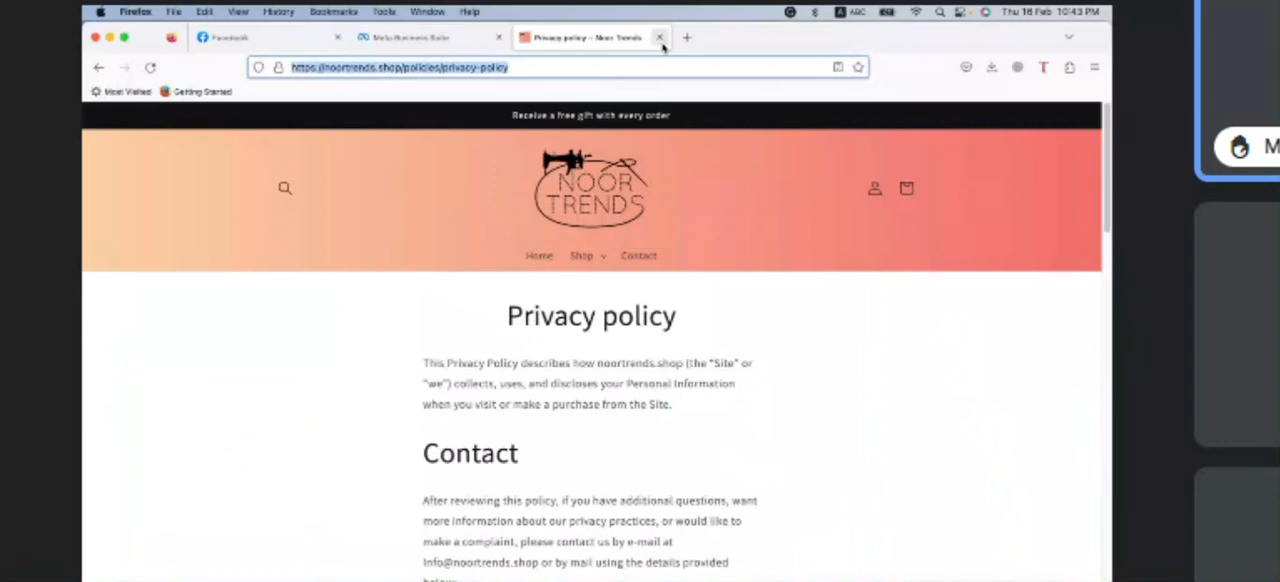 Firefox File Edit View History Bookmarks Tools Window Help
ABC
Thu 16 Feb 10:43 PM
Facebook
Meta Business Suite
Privacy policy – Noor Trends
https://noortrends.shop/policies/privacy-policy
T
Most Visited
Getting Started
Receive a free gift with every order
NOOR
TRENDS
Home Shop Contact
Privacy policy
This Privacy Policy describes how noortrends.shop (the "Site" or
"we") collects, uses, and discloses your Personal Information
when you visit or make a purchase from the Site.
Contact
After reviewing this policy, if you have additional questions, want
more information about our privacy practices, or would like to
make a complaint, please contact us by e-mail at
Info@noortrends.shop or by mail using the details provided
M